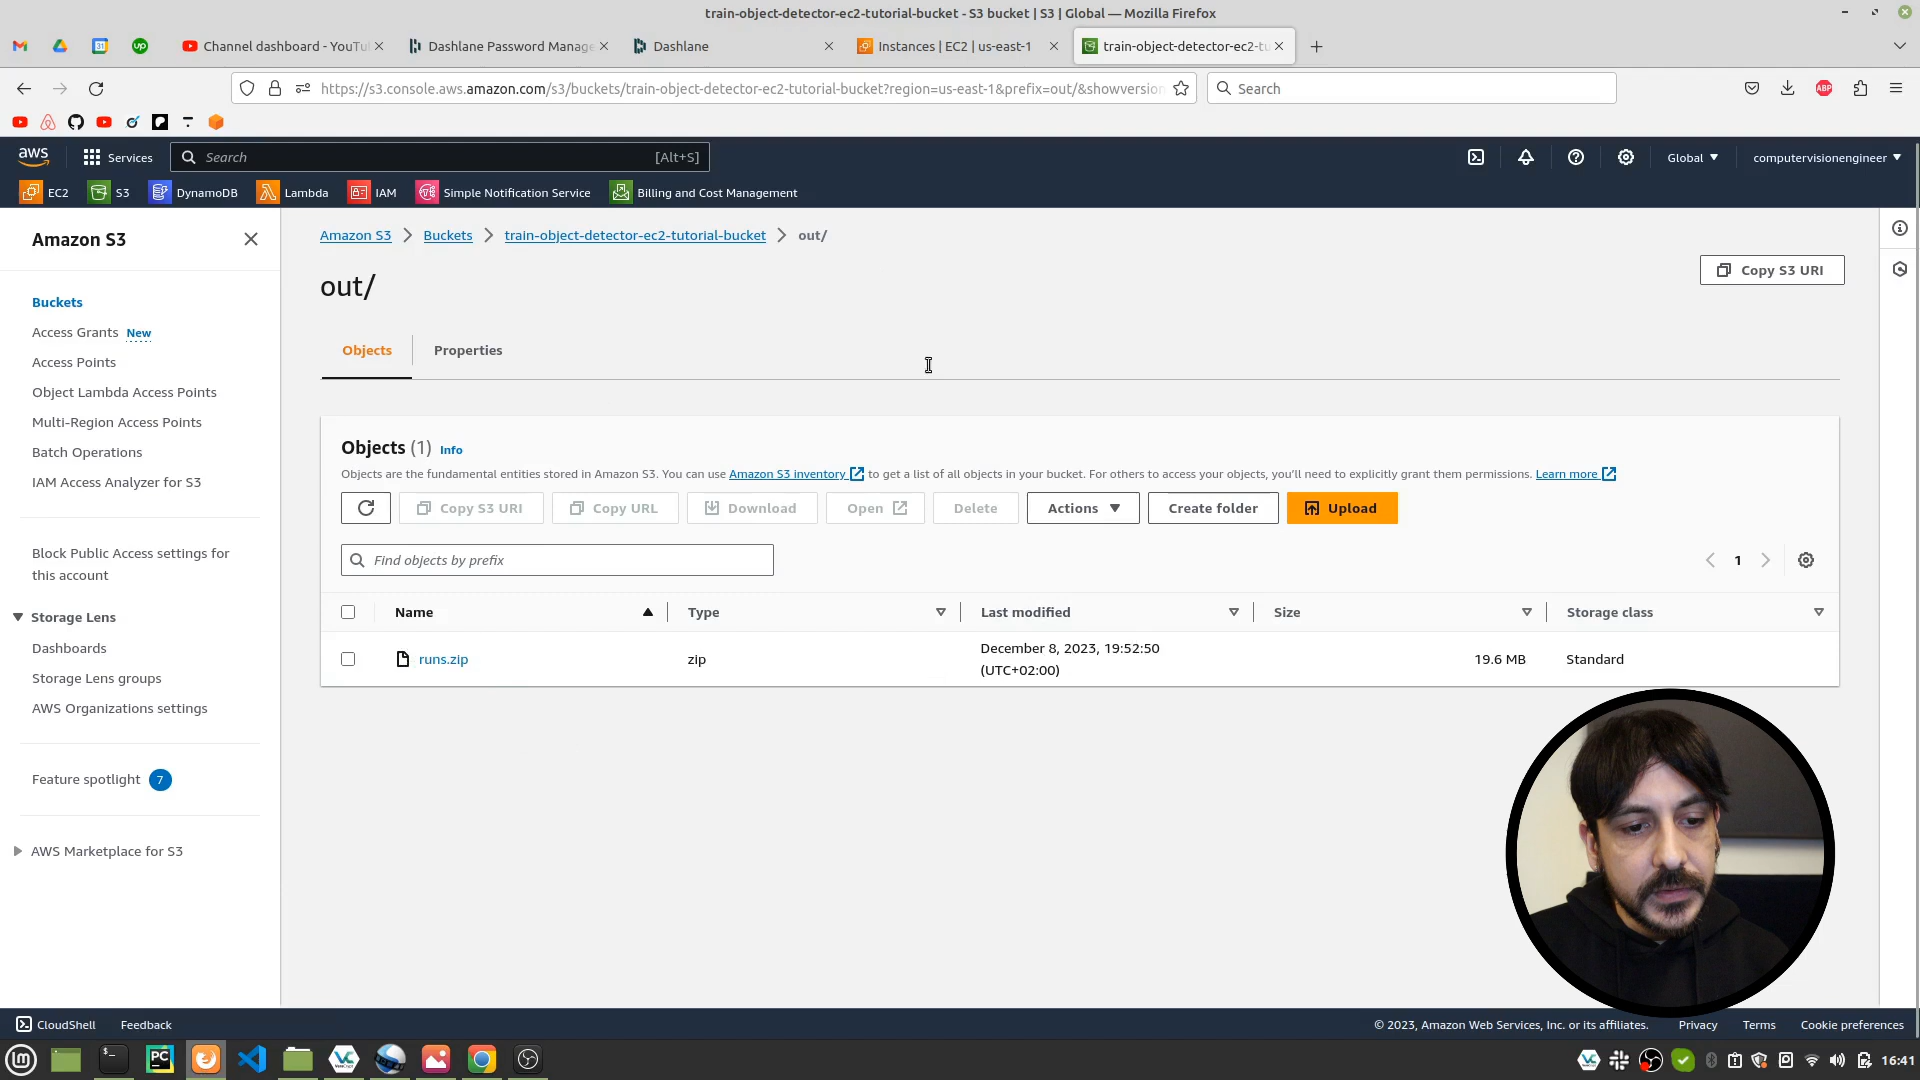 train-object-detector-ec2-tutorial-bucket - S3 bucket | S3 | Global — Mozilla Firefox
Channel dashboard - YouTu
Dashlane Password Manage
Dashlane
Instances | EC2 | us-east-1
train-object-detector-ec2-tu
https://s3.console.aws.amazon.com/s3/buckets/train-object-detector-ec2-tutorial-bucket?region=us-east-1&prefix=out/&showversion
Search
aws
Services
Search
[Alt+S]
Global
computervisionengineer
EC2
S3
DynamoDB
Lambda
IAM
Simple Notification Service
Billing and Cost Management
Amazon S3
Buckets
Access Grants New
Access Points
Object Lambda Access Points
Multi-Region Access Points
Batch Operations
IAM Access Analyzer for S3
Block Public Access settings for
this account
Storage Lens
Dashboards
Storage Lens groups
AWS Organizations settings
Feature spotlight 7
AWS Marketplace for S3
Amazon S3 > Buckets > train-object-detector-ec2-tutorial-bucket > out/
out/
Copy S3 URI
Objects
Properties
Objects (1) Info
Objects are the fundamental entities stored in Amazon S3. You can use Amazon S3 inventory to get a list of all objects in your bucket. For others to access your objects, you'll need to explicitly grant them permissions. Learn more
Copy S3 URI
Copy URL
Download
Open
Delete
Actions
Create folder
Upload
Find objects by prefix
1
Name
Type
Last modified
Size
Storage class
runs.zip
zip
December 8, 2023, 19:52:50
(UTC+02:00)
19.6 MB
Standard
CloudShell
Feedback
© 2023, Amazon Web Services, Inc. or its affiliates.
Privacy
Terms
Cookie preferences
16:41